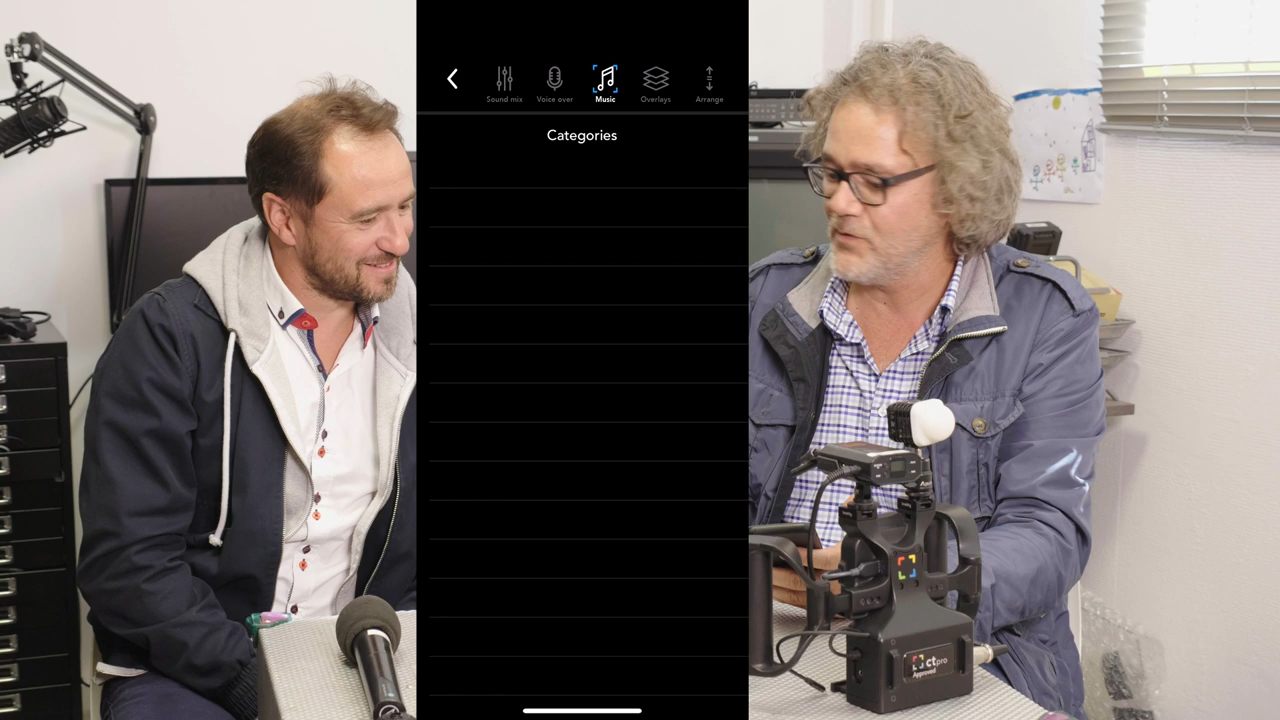 Sound mix
Voice over
Music
Overlays
Arrange
Categories
ctpro
Approved